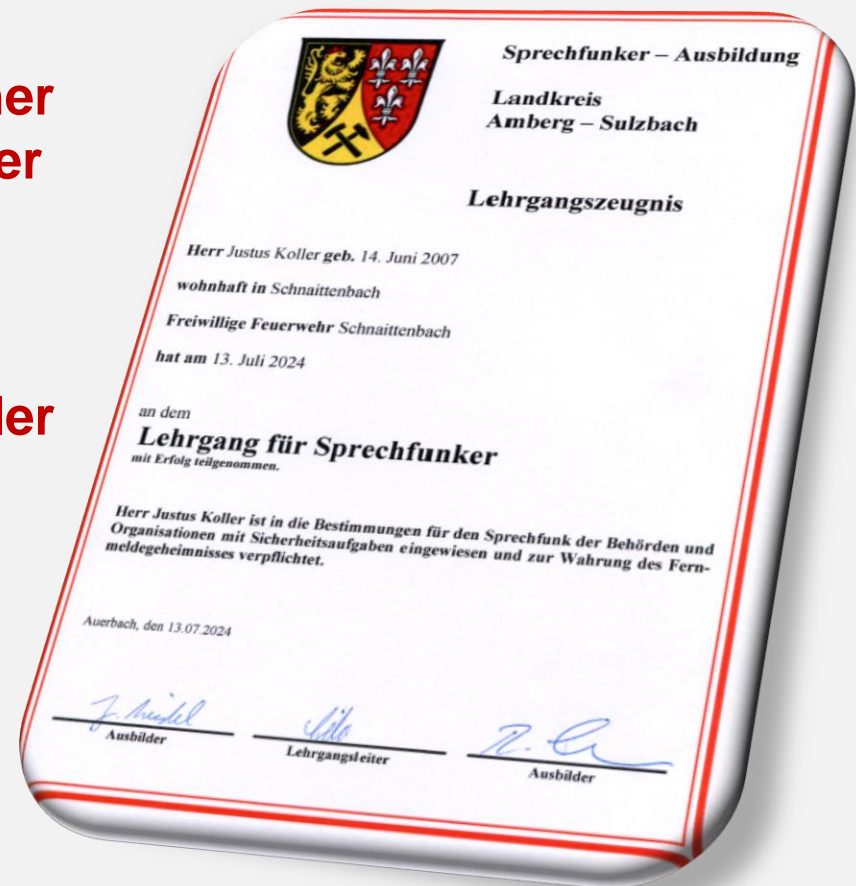 Sprechfunker – Ausbildung
Landkreis
Amberg – Sulzbach
Lehrgangszeugnis
Herr Justus Koller geb. 14. Juni 2007
wohnhaft in Schnaittenbach
Freiwillige Feuerwehr Schnaittenbach
hat am 13. Juli 2024
an dem
Lehrgang für Sprechfunker
mit Erfolg teilgenommen.
Herr Justus Koller ist in die Bestimmungen für den Sprechfunk der Behörden und
Organisationen mit Sicherheitsaufgaben eingewiesen und zur Wahrung des Fern-
meldegeheimnisses verpflichtet.
Auerbach, den 13.07.2024
Ausbilder
Lehrgangsleiter
Ausbilder